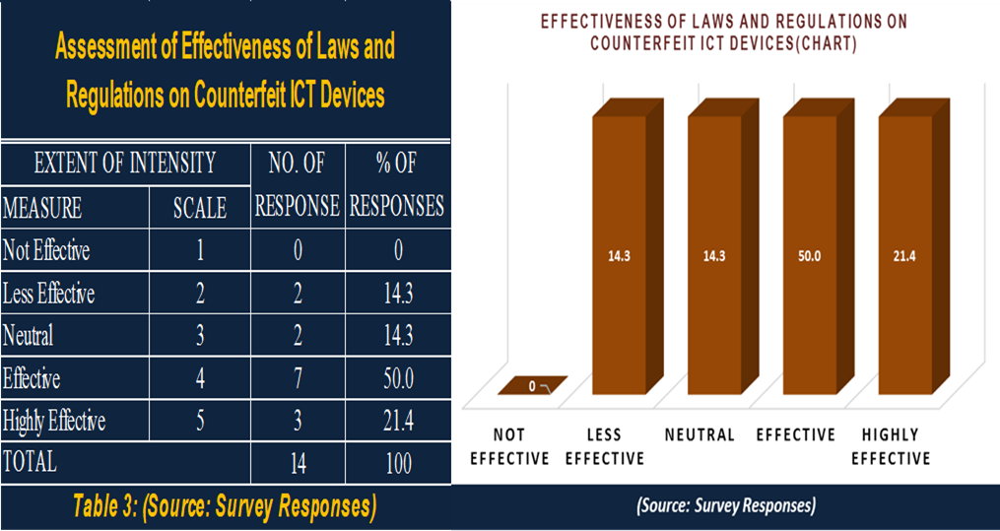 Assessment of Effectiveness of Laws and
Regulations on Counterfeit ICT Devices
EXTENT OF INTENSITY NO. OF % OF
MEASURE SCALE RESPONSE RESPONSES
Not Effective 1 0 0
Less Effective 2 2 14.3
Neutral 3 2 14.3
Effective 4 7 50.0
Highly Effective 5 3 21.4
TOTAL 14 100
Table 3: (Source: Survey Responses)
EFFECTIVENESS OF LAWS AND REGULATIONS ON
COUNTERFEIT ICT DEVICES(CHART)
0 14.3 14.3 50.0 21.4
NOT LESS NEUTRAL EFFECTIVE HIGHLY
EFFECTIVE EFFECTIVE EFFECTIVE
(Source: Survey Responses)